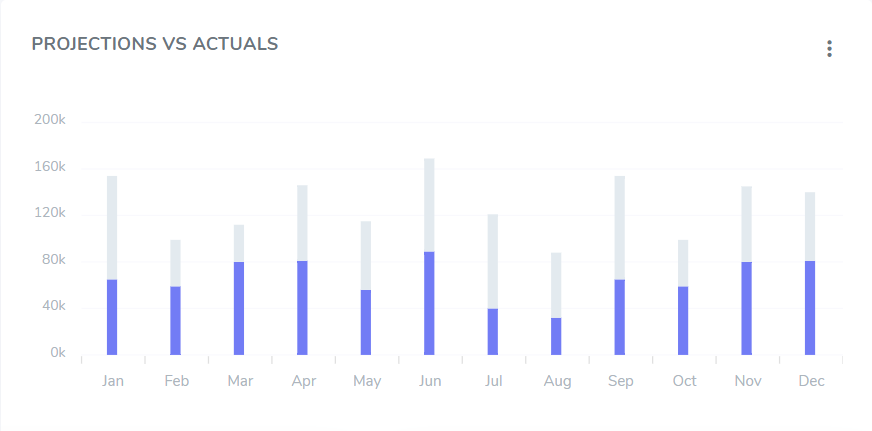 PROJECTIONS VS ACTUALS
200k
160k
120k
80k
40k
0k
Jan Feb Mar Apr May Jun Jul Aug Sep Oct Nov Dec